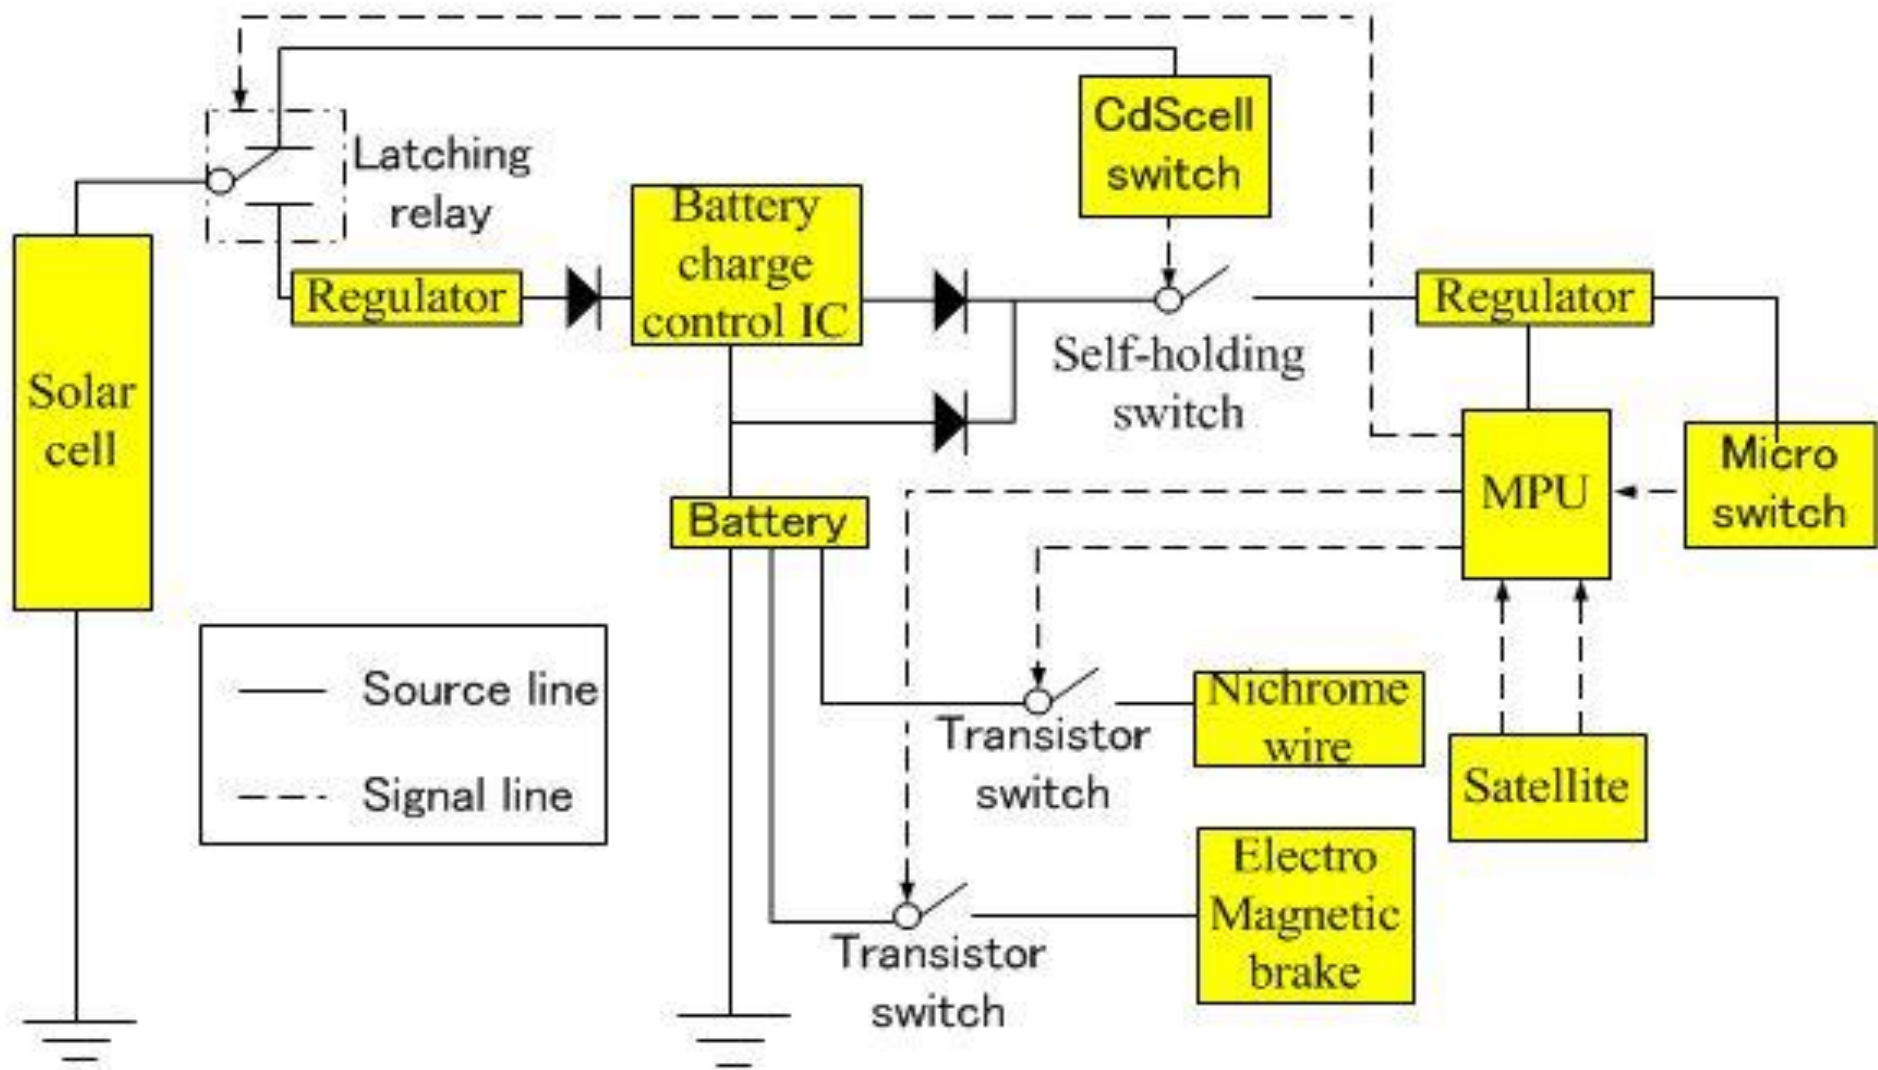 CdScell
switch
Latching
relay
Battery
charge
control IC
Regulator
Regulator
Self-holding
switch
Solar
cell
MPU
Micro
switch
Battery
Source line
Signal line
Nichrome
wire
Transistor
switch
Satellite
Electro
Magnetic
brake
Transistor
switch